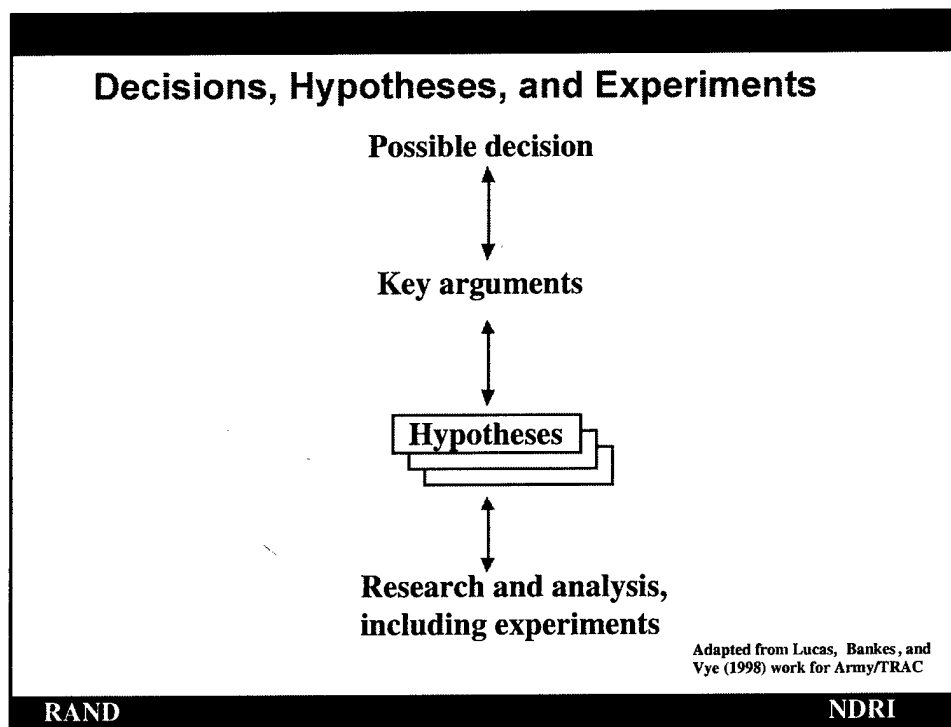 Decisions, Hypotheses, and Experiments
Possible decision
Key arguments
Hypotheses
Research and analysis,
including experiments
Adapted from Lucas, Bankes, and
Vye (1998) work for Army/TRAC
RAND
NDRI